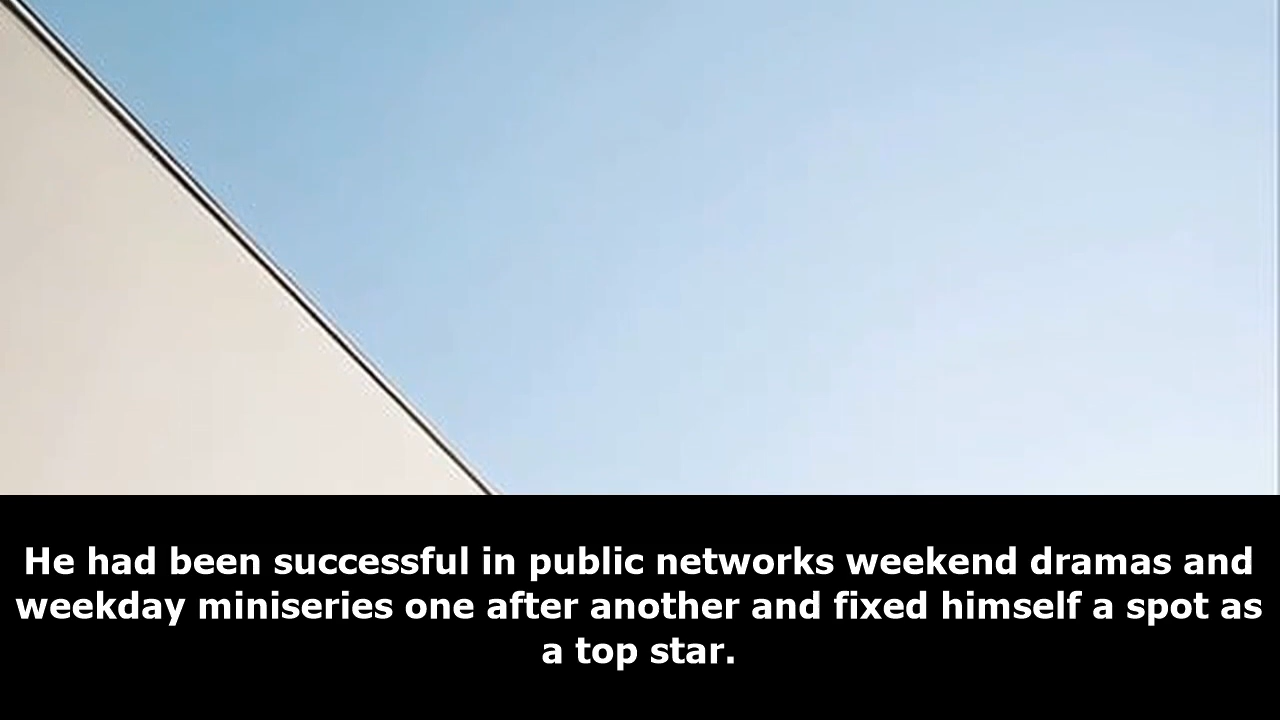 He had been successful in public networks weekend dramas and
weekday miniseries one after another and fixed himself a spot as
a top star.